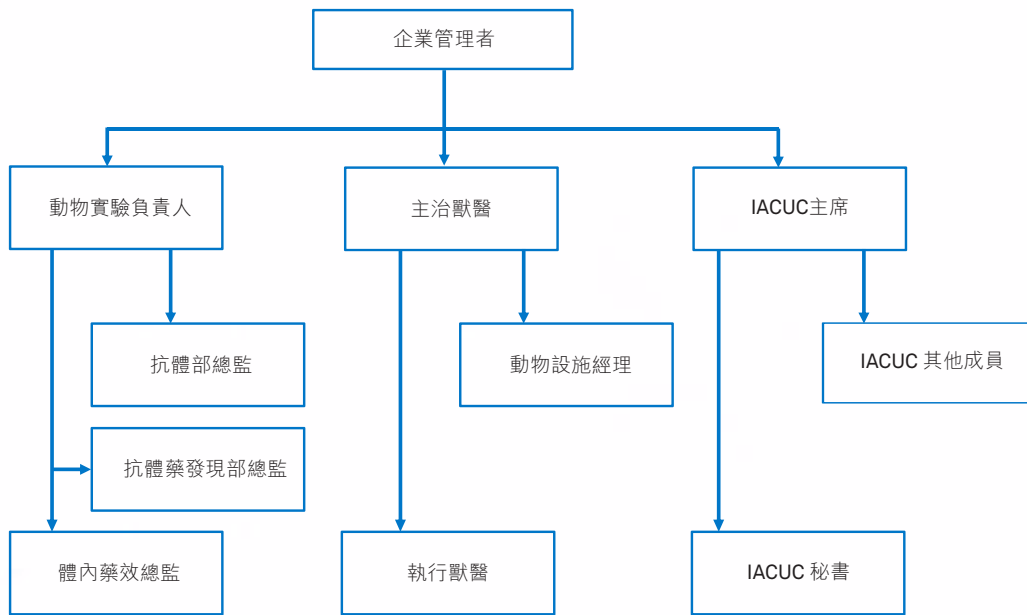 企業管理者
動物實驗負責人
主治獸醫
IACUC主席
抗體部總監
動物設施經理
IACUC 其他成員
抗體藥發現部總監
體內藥效總監
執行獸醫
IACUC 秘書